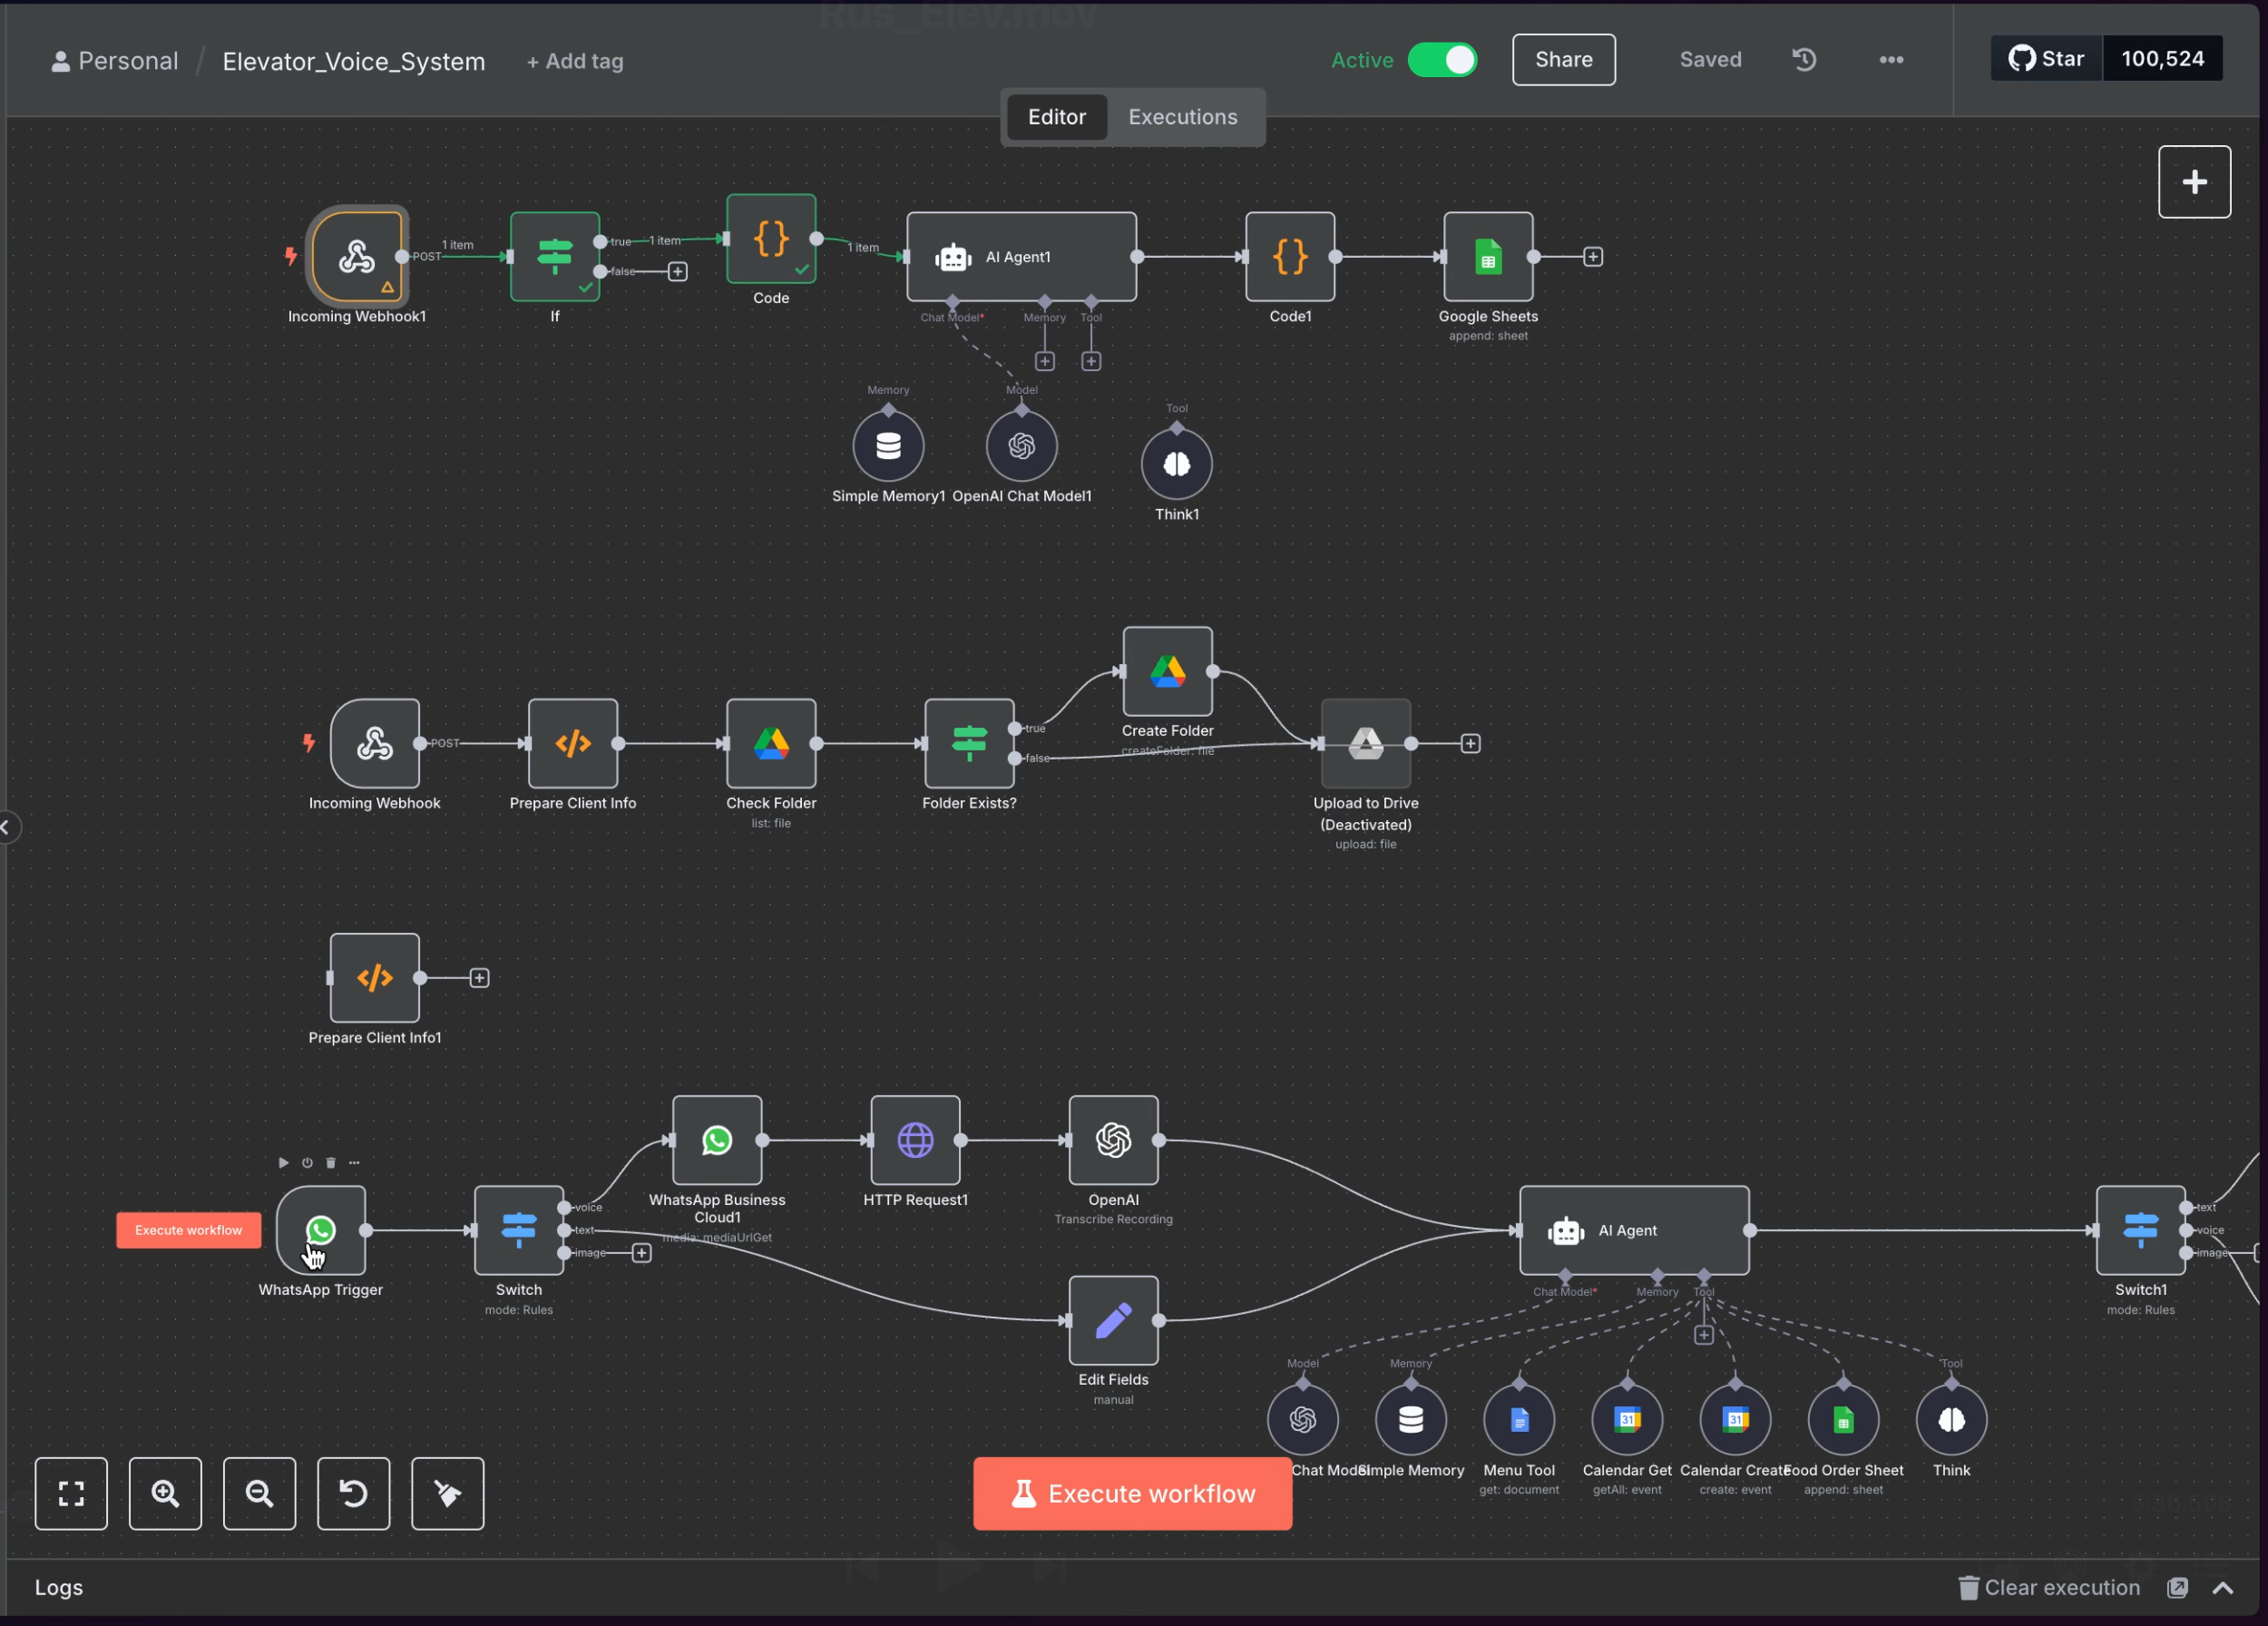 Rus_Elev.mov
Personal / Elevator_Voice_System + Add tag
Active Share Saved ••• Star 100,524
Editor Executions
POST
1 item
true
1 item
false
1 item
AI Agent1
Incoming Webhook1
If
Code
Chat Model*
Memory
Tool
Code1
Google Sheets
append: sheet
Memory
Model
Tool
Simple Memory1
OpenAI Chat Model1
Think1
POST
true
false
Create Folder
createFolder: file
Incoming Webhook
Prepare Client Info
Check Folder
list: file
Folder Exists?
Upload to Drive
(Deactivated)
upload: file
Prepare Client Info1
Execute workflow
WhatsApp Trigger
voice
text
image
Switch
mode: Rules
WhatsApp Business
Cloud1
media: mediaUrlGet
HTTP Request1
OpenAI
Transcribe Recording
Edit Fields
manual
AI Agent
Chat Model*
Memory
Tool
text
voice
image
Switch1
mode: Rules
Model
Memory
Tool
Chat Model
Simple Memory
Menu Tool
get: document
Calendar Get
getAll: event
Calendar Create
create: event
Food Order Sheet
append: sheet
Think
31
31
Execute workflow
Logs
Clear execution